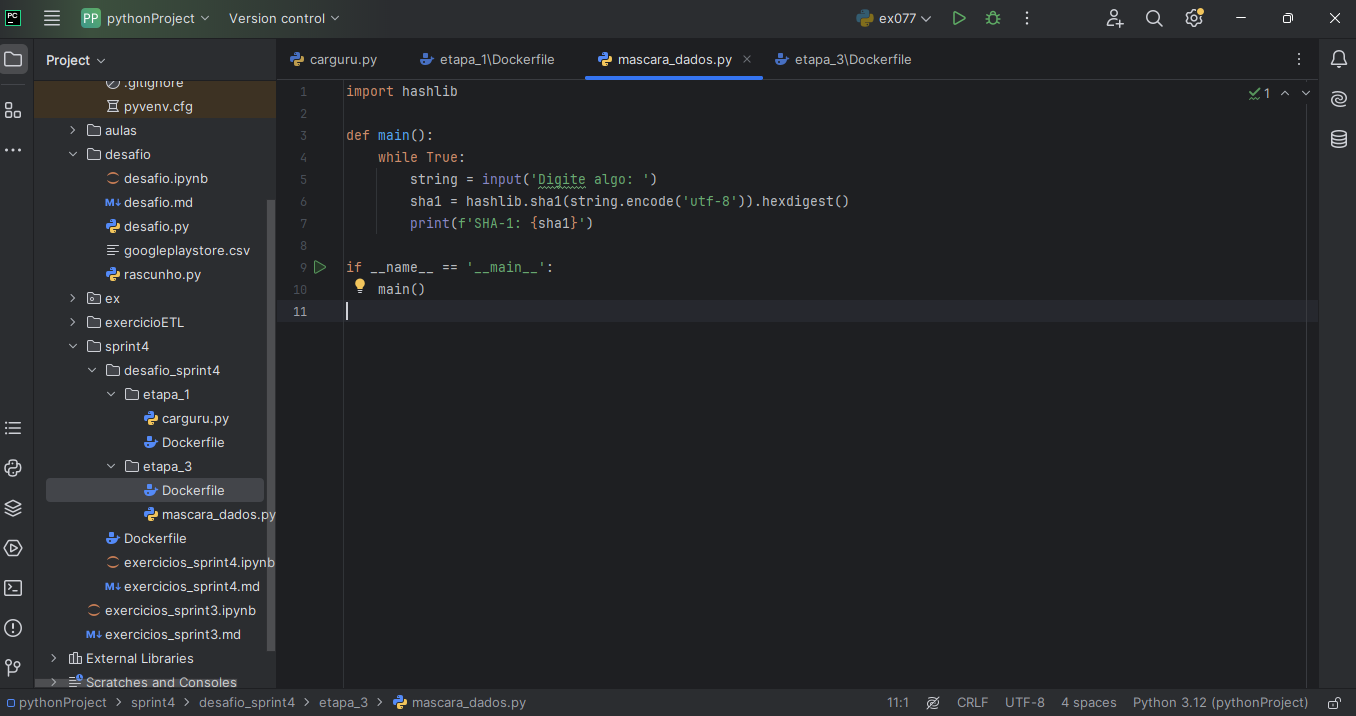 PC
PP pythonProject
Version control
ex077
Project
carguru.py
etapa_1\Dockerfile
mascara_dados.py
etapa_3\Dockerfile
.gitignore
pyvenv.cfg
aulas
desafio
desafio.ipynb
M↓ desafio.md
desafio.py
googleplaystore.csv
rascunho.py
ex
exercicioETL
sprint4
desafio_sprint4
etapa_1
carguru.py
Dockerfile
etapa_3
Dockerfile
mascara_dados.py
Dockerfile
exercicios_sprint4.ipynb
M↓ exercicios_sprint4.md
exercicios_sprint3.ipynb
M↓ exercicios_sprint3.md
External Libraries
Scratches and Consoles
1 import hashlib
2
3 def main():
4     while True:
5         string = input('Digite algo: ')
6         sha1 = hashlib.sha1(string.encode('utf-8')).hexdigest()
7         print(f'SHA-1: {sha1}')
8
9 if __name__ == '__main__':
10     main()
11
1
pythonProject > sprint4 > desafio_sprint4 > etapa_3 > mascara_dados.py
11:1
CRLF
UTF-8
4 spaces
Python 3.12 (pythonProject)